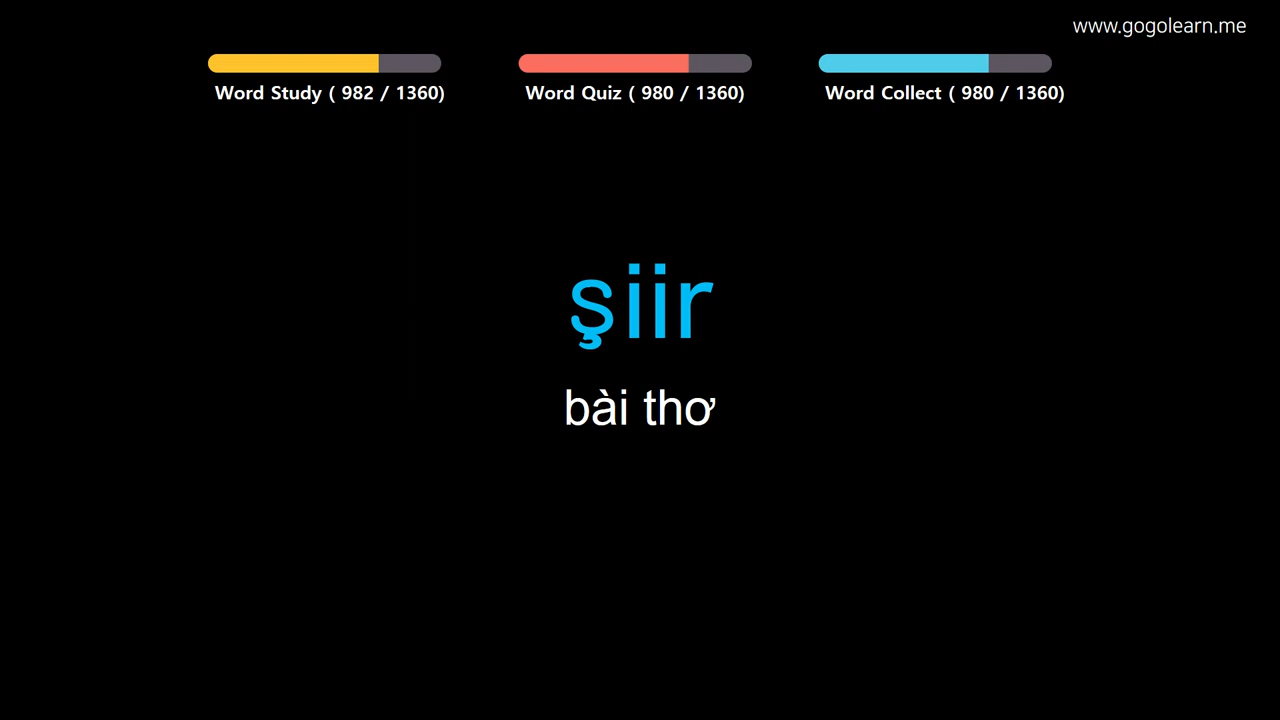 www.gogolearn.me
Word Study ( 982 / 1360)
Word Quiz ( 980 / 1360)
Word Collect ( 980 / 1360)
şiir
bài thơ